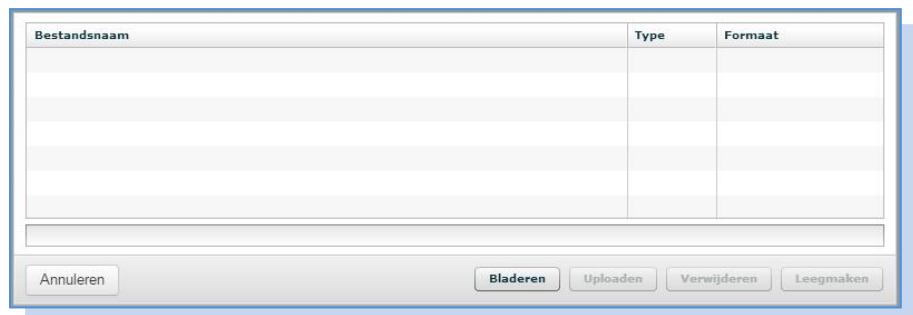 Bestandsnaam Type Formaat
Annuleren Bladeren Uploaden Verwijderen Leegmaken